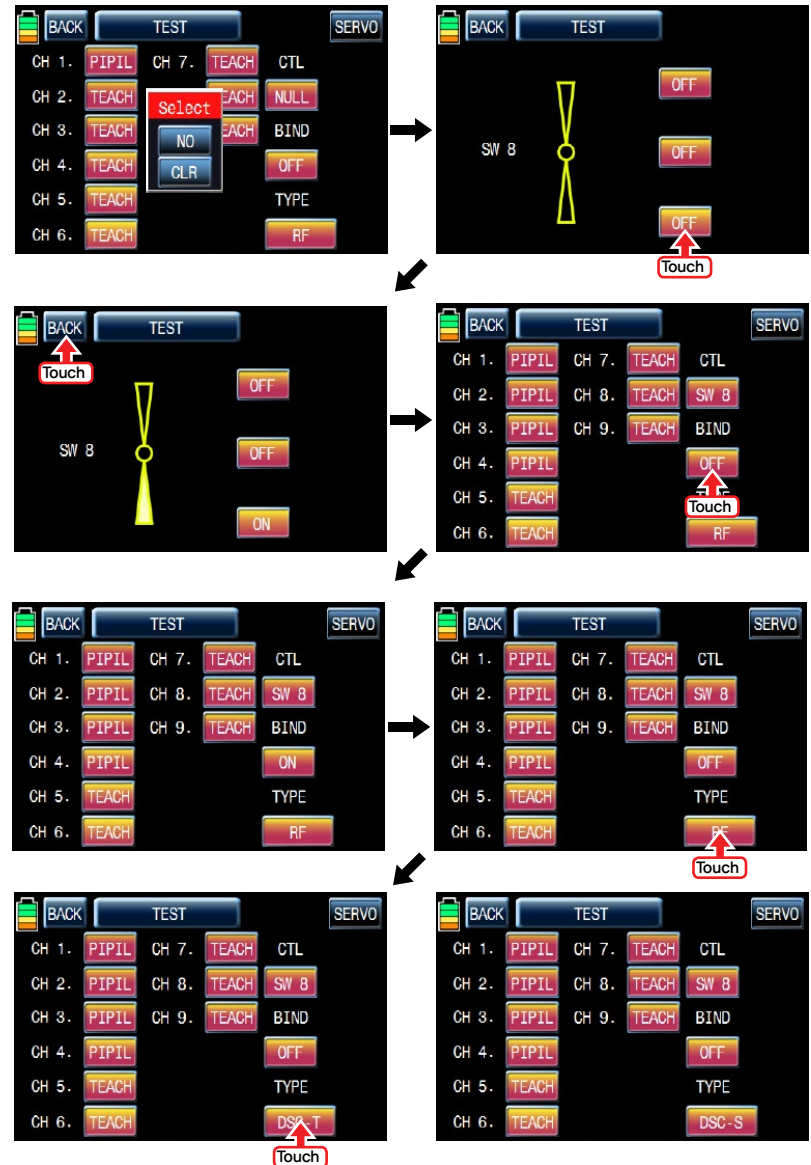 BACK TEST SERVO
CH 1. PIPIL CH 7. TEACH CTL
CH 2. TEACH Select EACH NULL
CH 3. TEACH NO EACH BIND
CH 4. TEACH CLR OFF
CH 5. TEACH TYPE
CH 6. TEACH RF
BACK TEST
OFF
SW 8 OFF
OFF
Touch
BACK TEST
Touch
OFF
SW 8 OFF
ON
BACK TEST SERVO
CH 1. PIPIL CH 7. TEACH CTL
CH 2. PIPIL CH 8. TEACH SW 8
CH 3. PIPIL CH 9. TEACH BIND
CH 4. PIPIL OFF
CH 5. TEACH
Touch
CH 6. TEACH RF
BACK TEST SERVO
CH 1. PIPIL CH 7. TEACH CTL
CH 2. PIPIL CH 8. TEACH SW 8
CH 3. PIPIL CH 9. TEACH BIND
CH 4. PIPIL ON
CH 5. TEACH TYPE
CH 6. TEACH RF
BACK TEST SERVO
CH 1. PIPIL CH 7. TEACH CTL
CH 2. PIPIL CH 8. TEACH SW 8
CH 3. PIPIL CH 9. TEACH BIND
CH 4. PIPIL OFF
CH 5. TEACH TYPE
CH 6. TEACH RF
Touch
BACK TEST SERVO
CH 1. PIPIL CH 7. TEACH CTL
CH 2. PIPIL CH 8. TEACH SW 8
CH 3. PIPIL CH 9. TEACH BIND
CH 4. PIPIL OFF
CH 5. TEACH TYPE
CH 6. TEACH DSC-T
Touch
BACK TEST SERVO
CH 1. PIPIL CH 7. TEACH CTL
CH 2. PIPIL CH 8. TEACH SW 8
CH 3. PIPIL CH 9. TEACH BIND
CH 4. PIPIL OFF
CH 5. TEACH TYPE
CH 6. TEACH DSC-S